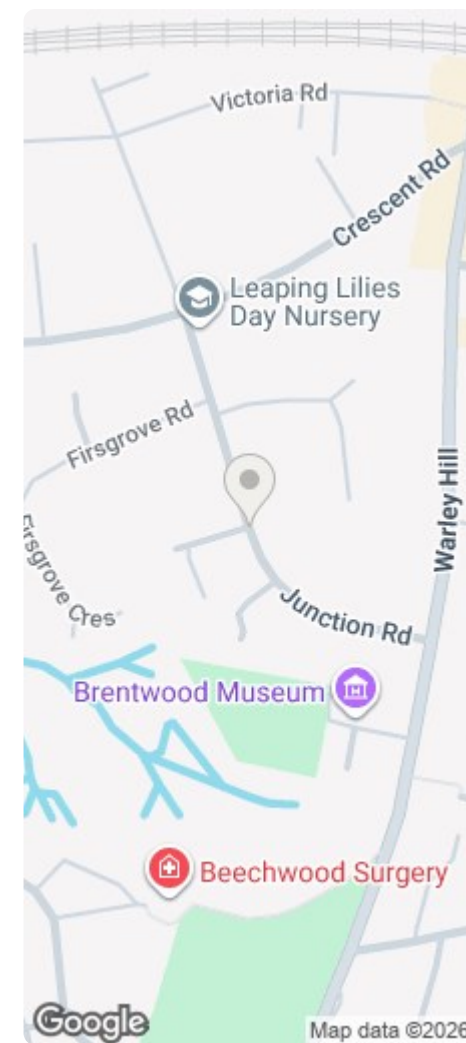 Victoria Rd
Crescent Rd
Leaping Lilies
Day Nursery
Firsgrove Rd
Warley Hill
Firsgrove Cres
Junction Rd
Brentwood Museum
M
Beechwood Surgery
Google
Map data ©2026